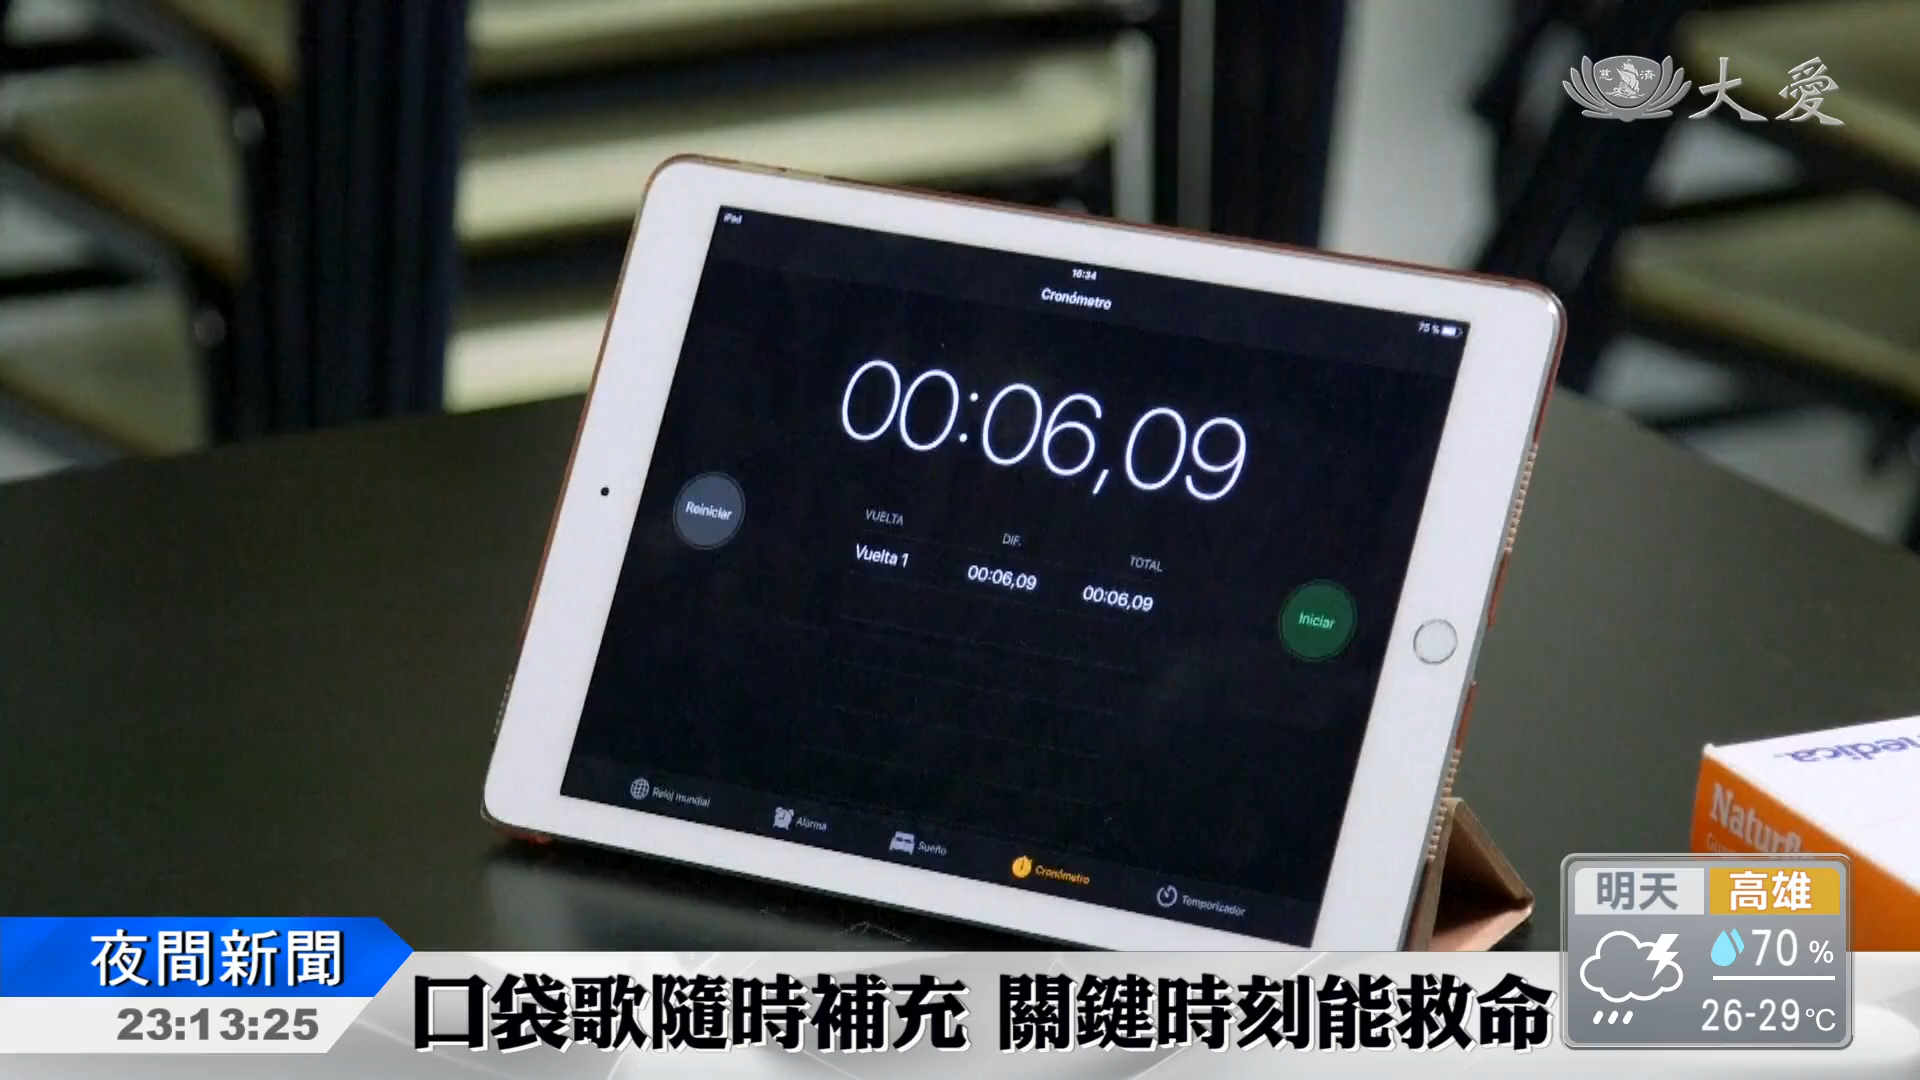 慈濟 大愛
iPad
16:34
Cronómetro
75 %
00:06,09
Reiniciar
VUELTA DIF. TOTAL
Vuelta 1 00:06,09 00:06,09
Iniciar
Reloj mundial Alarma Sueño Cronómetro Temporizador
Naturfl
明天 高雄
70 %
26-29°C
夜間新聞
23:13:25
口袋歌隨時補充 關鍵時刻能救命